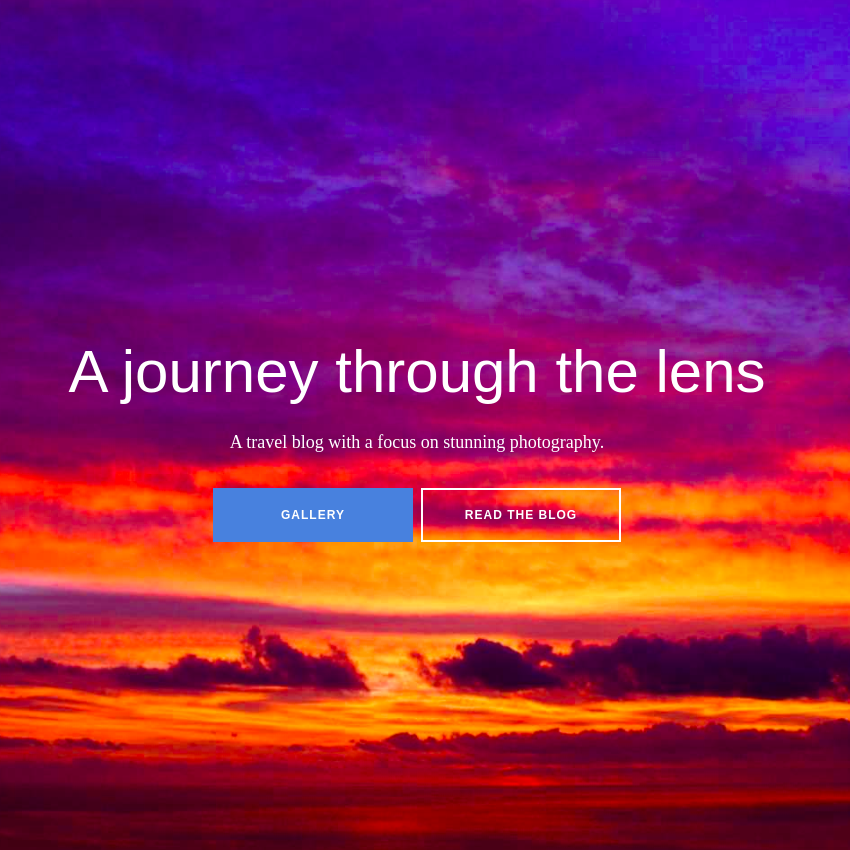 A journey through the lens
A travel blog with a focus on stunning photography.
GALLERY
READ THE BLOG